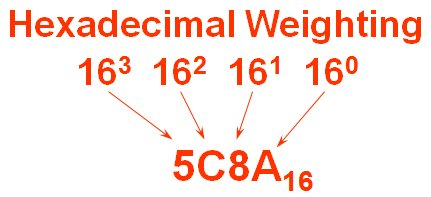 Hexadecimal Weighting
16³ 16² 16¹ 16⁰
5C8A₁₆